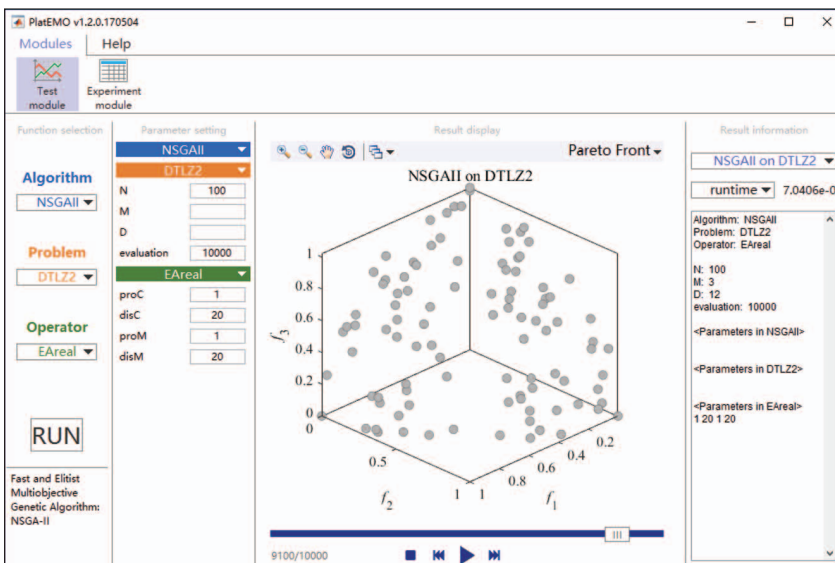 PlatEMO v1.2.0.170504
Modules Help
Test module
Experiment module
Function selection
Algorithm
NSGAII
Problem
DTLZ2
Operator
EAreal
RUN
Fast and Elitist
Multiobjective
Genetic Algorithm:
NSGA-II
Parameter setting
NSGAII
DTLZ2
N 100
M
D
evaluation 10000
EAreal
proC 1
disC 20
proM 1
disM 20
Result display
Pareto Front
NSGAII on DTLZ2
1
0.8
0.6
0.4
0.2
0
f3
0
0.5
1
f2
1
0.8
0.6
0.4
0.2
f1
9100/10000
Result information
NSGAII on DTLZ2
runtime 7.0406e-0
Algorithm: NSGAII
Problem: DTLZ2
Operator: EAreal
N: 100
M: 3
D: 12
evaluation: 10000
<Parameters in NSGAII>
<Parameters in DTLZ2>
<Parameters in EAreal>
1 20 1 20